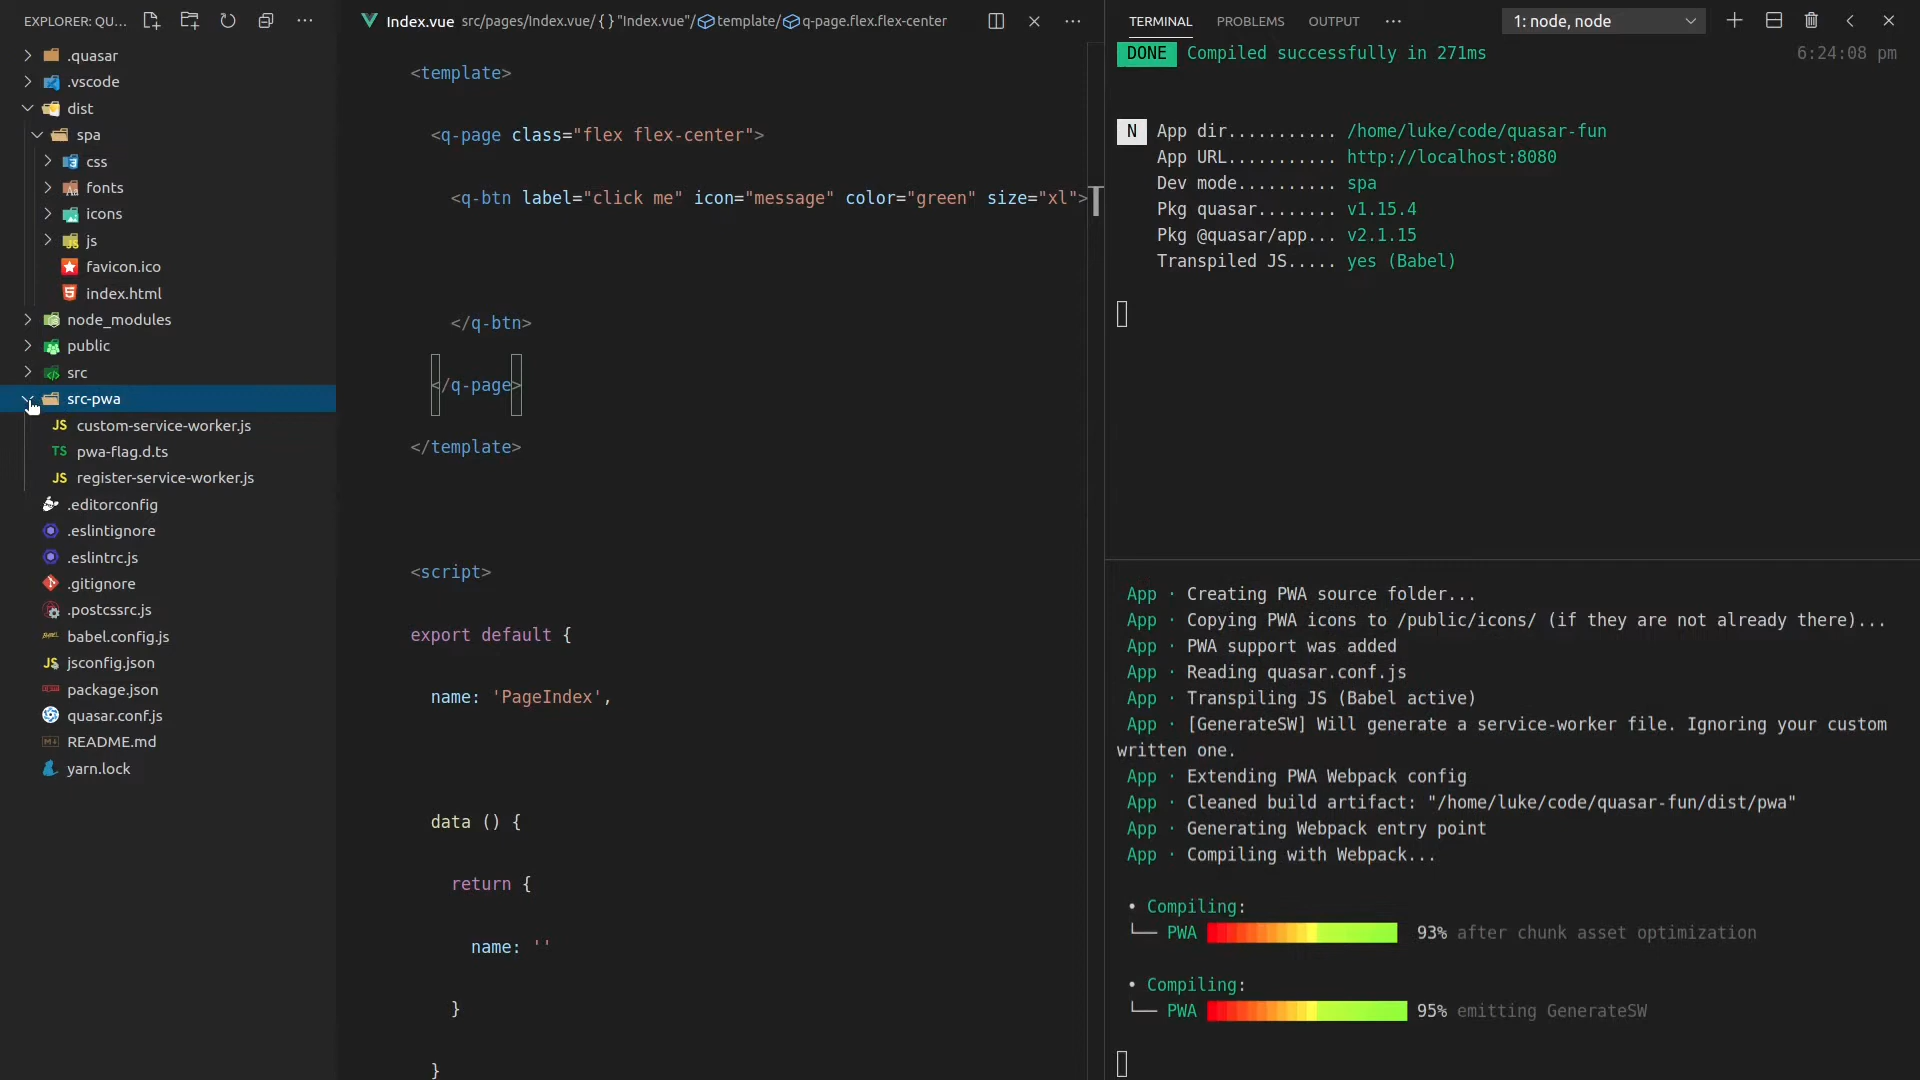 EXPLORER: QU...
.quasar
.vscode
dist
spa
css
fonts
icons
js
favicon.ico
index.html
node_modules
public
src
src-pwa
JS custom-service-worker.js
TS pwa-flag.d.ts
JS register-service-worker.js
.editorconfig
.eslintignore
.eslintrc.js
.gitignore
.postcssrc.js
babel.config.js
JS jsconfig.json
package.json
quasar.conf.js
README.md
yarn.lock
Index.vue src/pages/Index.vue/{}"Index.vue"/template/q-page.flex.flex-center
<template>
<q-page class="flex flex-center">
<q-btn label="click me" icon="message" color="green" size="xl">
</q-btn>
</q-page>
</template>
<script>
export default {
name: 'PageIndex',
data () {
return {
name: ''
}
}
TERMINAL PROBLEMS OUTPUT ··· 1: node, node
DONE Compiled successfully in 271ms 6:24:08 pm
N App dir........... /home/luke/code/quasar-fun
App URL........... http://localhost:8080
Dev mode.......... spa
Pkg quasar........ v1.15.4
Pkg @quasar/app... v2.1.15
Transpiled JS..... yes (Babel)
App · Creating PWA source folder...
App · Copying PWA icons to /public/icons/ (if they are not already there)...
App · PWA support was added
App · Reading quasar.conf.js
App · Transpiling JS (Babel active)
App · [GenerateSW] Will generate a service-worker file. Ignoring your custom
written one.
App · Extending PWA Webpack config
App · Cleaned build artifact: "/home/luke/code/quasar-fun/dist/pwa"
App · Generating Webpack entry point
App · Compiling with Webpack...
• Compiling:
└── PWA 93% after chunk asset optimization
• Compiling:
└── PWA 95% emitting GenerateSW